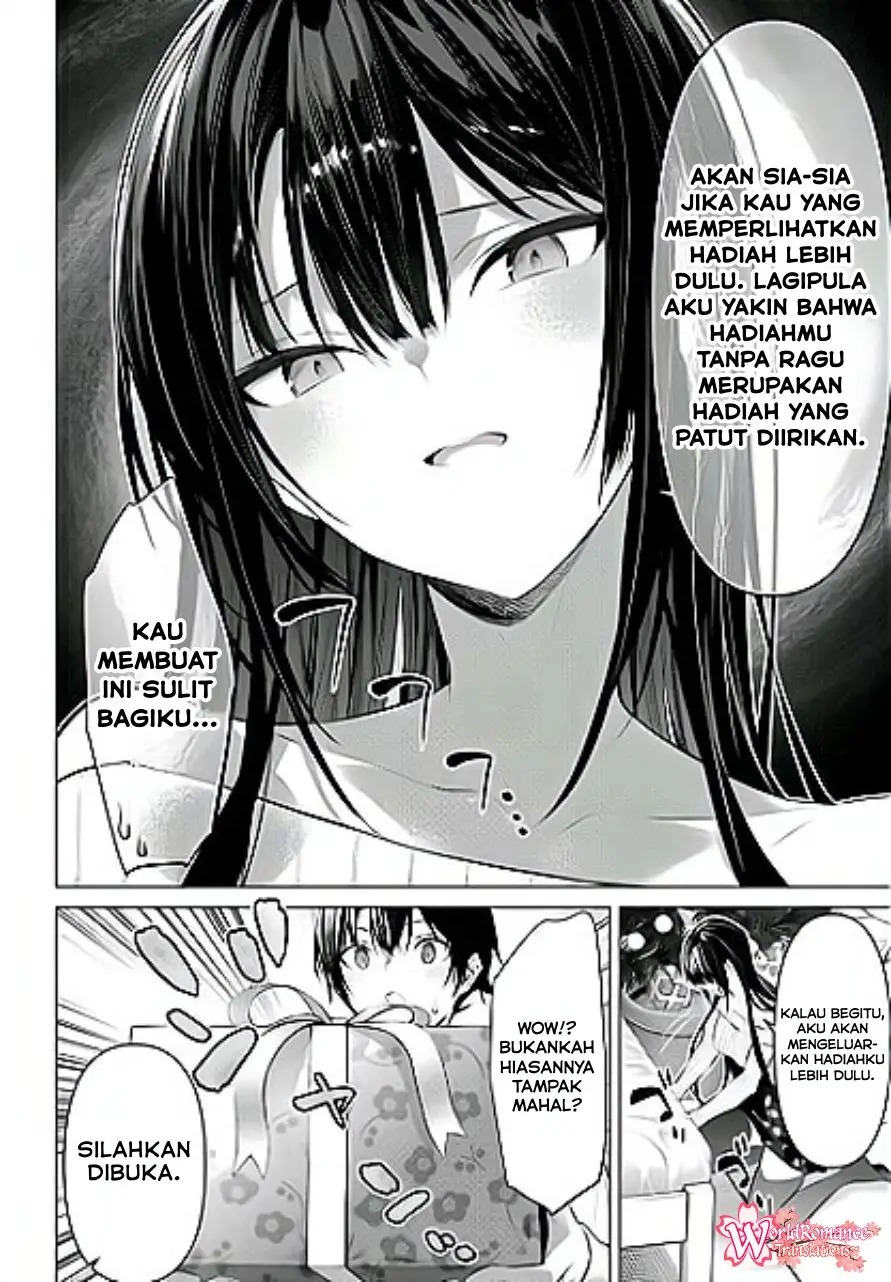 AKAN SIA-SIA
JIKA KAU YANG
MEMPERLIHATKAN
HADIAH LEBIH
DULU. LAGIPULA
AKU YAKIN BAHWA
HADIAHMU
TANPA RAGU
MERUPAKAN
HADIAH YANG
PATUT DIIRIKAN.
KAU
MEMBUAT
INI SULIT
BAGIKU...
KALAU BEGITU,
AKU AKAN
MENGELUAR-
KAN HADIAHKU
LEBIH DULU.
WOW!?
BUKANKAH
HIASANNYA
TAMPAK
MAHAL?
SILAHKAN
DIBUKA.
WorldRomance
Translations